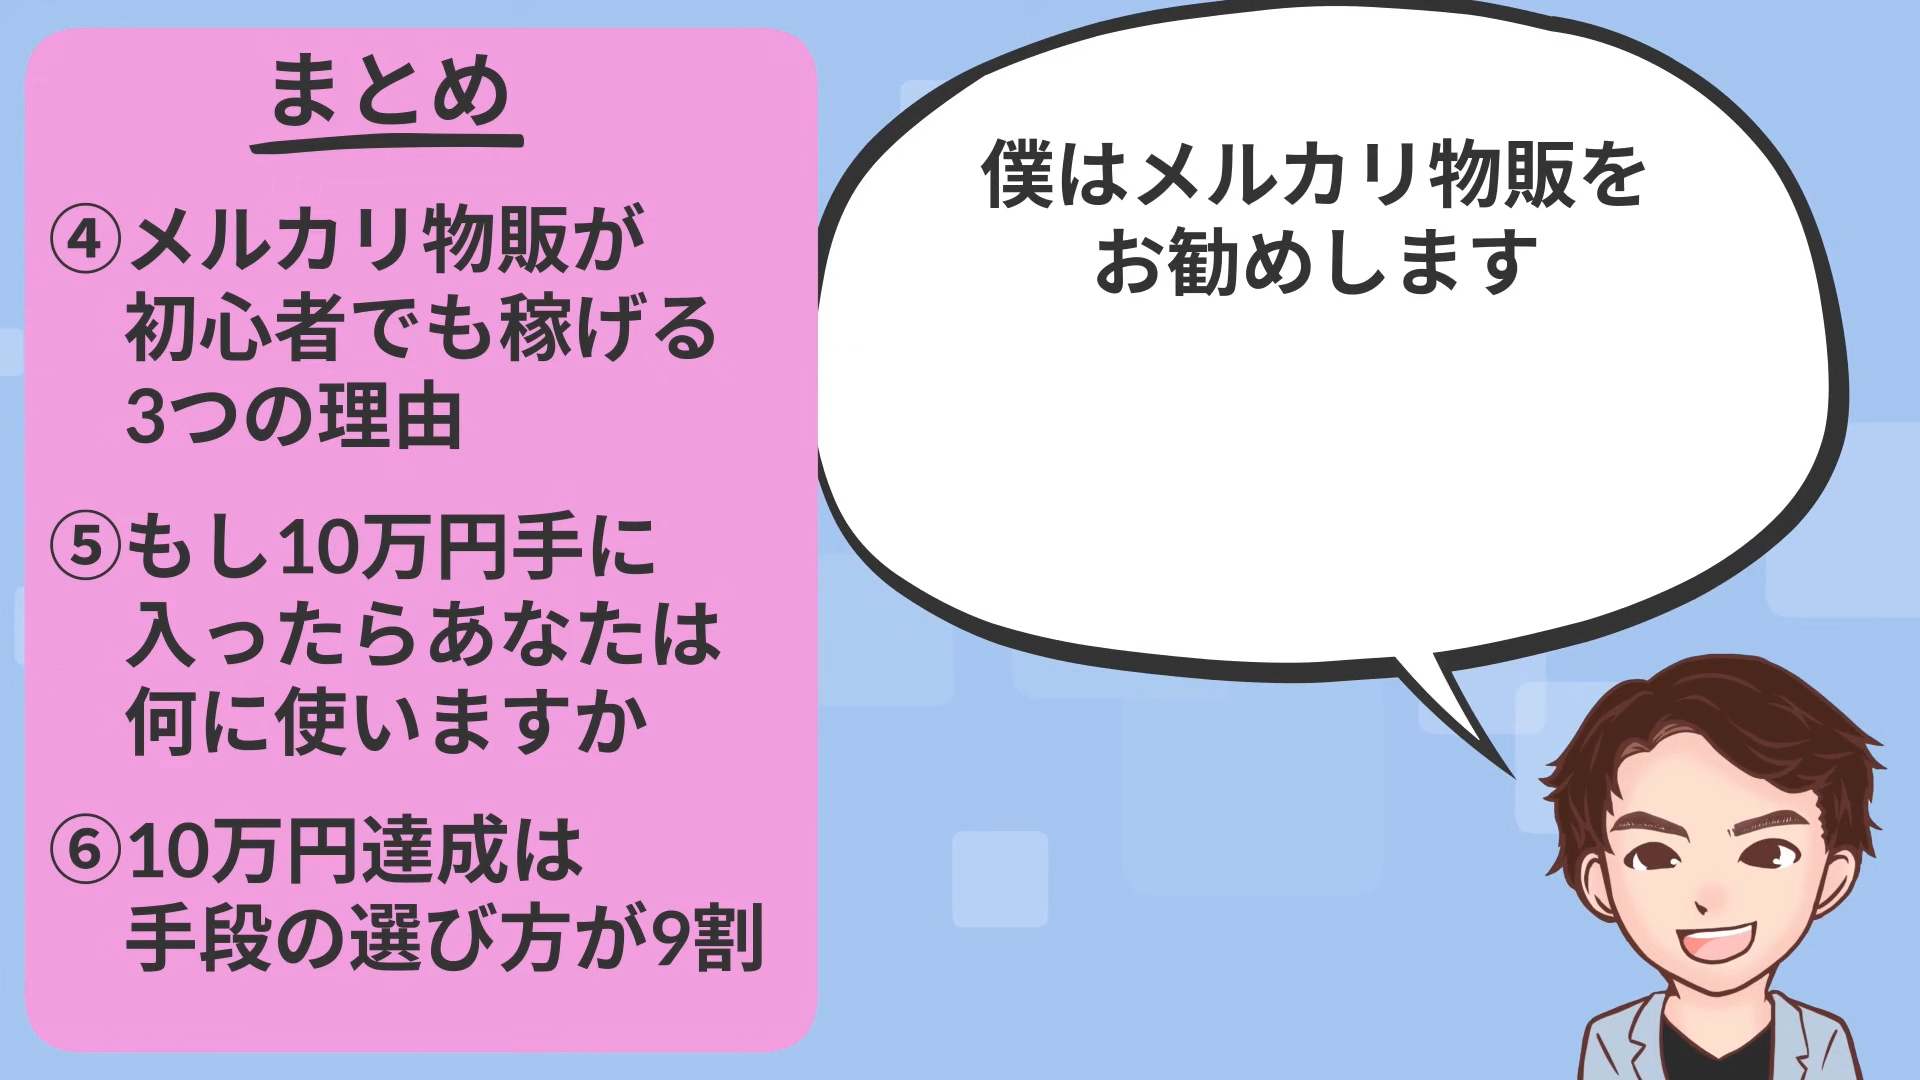 まとめ
④メルカリ物販が
初心者でも稼げる
3つの理由
⑤もし10万円手に
入ったらあなたは
何に使いますか
⑥10万円達成は
手段の選び方が9割
僕はメルカリ物販を
お勧めします